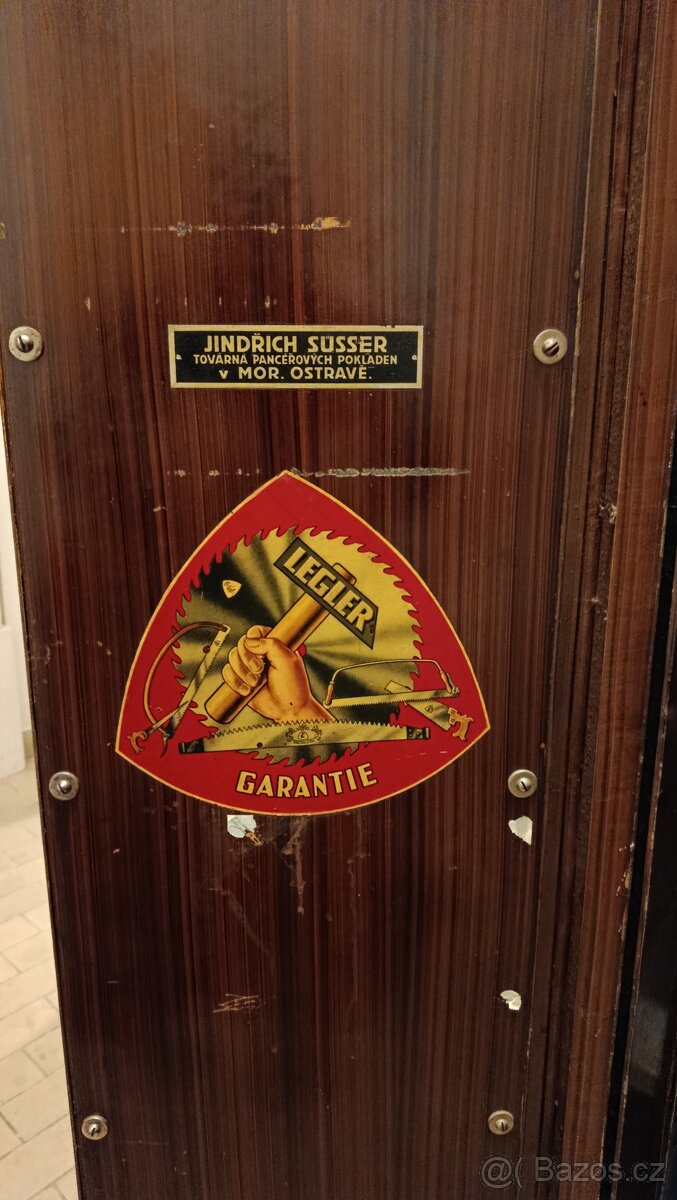 JINDŘICH SÜSSER
TOVÁRNA PANCÉŘOVÝCH POKLADEN
v MOR. OSTRAVĚ.
LEGLER
GARANTIE
@ Bazos.cz